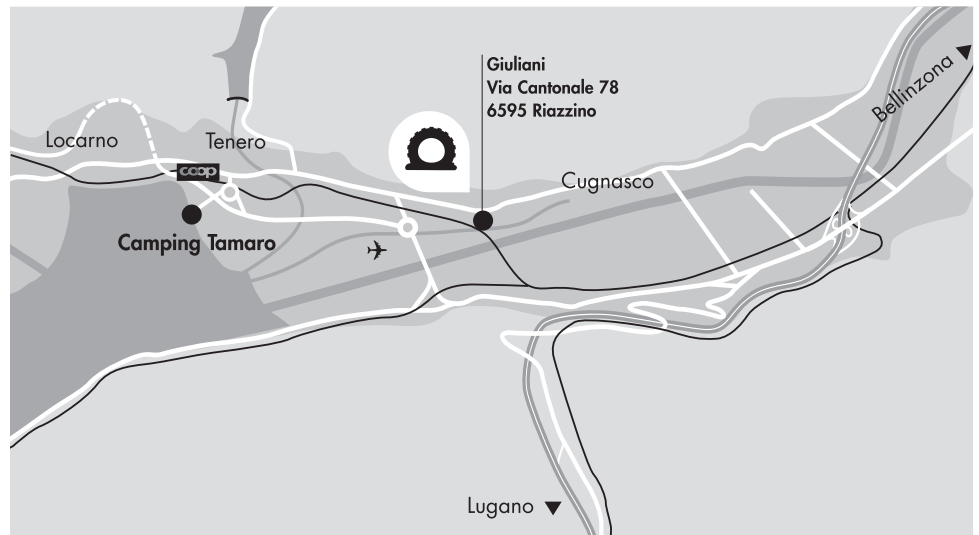 Giuliani
Via Cantonale 78
6595 Riazzino
Bellinzona
Locarno
Tenero
coop
Cugnasco
Camping Tamaro
Lugano